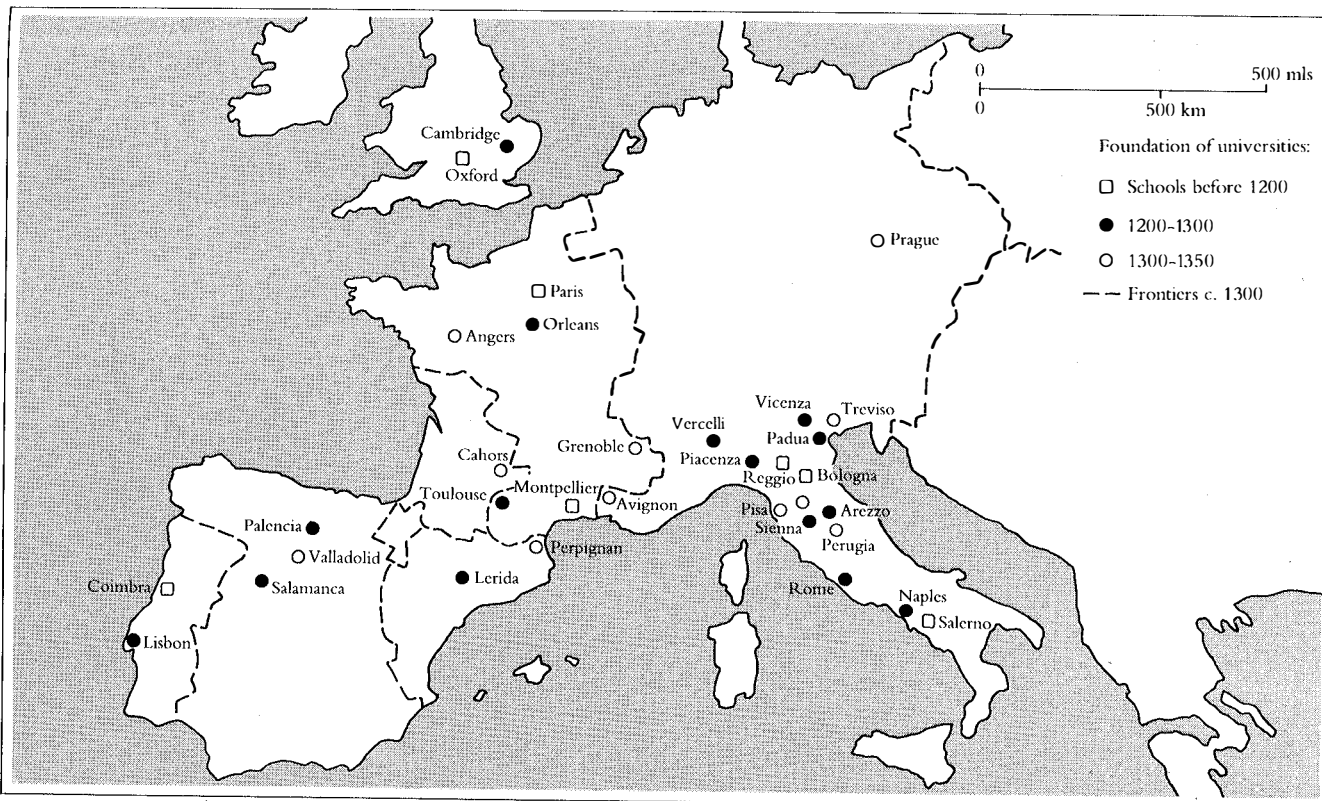 0 500 mls
0 500 km
Foundation of universities:
Schools before 1200
1200-1300
1300-1350
Frontiers c. 1300
Cambridge
Oxford
Prague
Paris
Orleans
Angers
Vicenza
Treviso
Vercelli
Padua
Grenoble
Piacenza
Cahors
Reggio
Bologna
Toulouse
Montpellier
Avignon
Pisa
Arezzo
Sienna
Palencia
Perugia
Perpignan
Valladolid
Coimbra
Salamanca
Lerida
Rome
Naples
Salerno
Lisbon